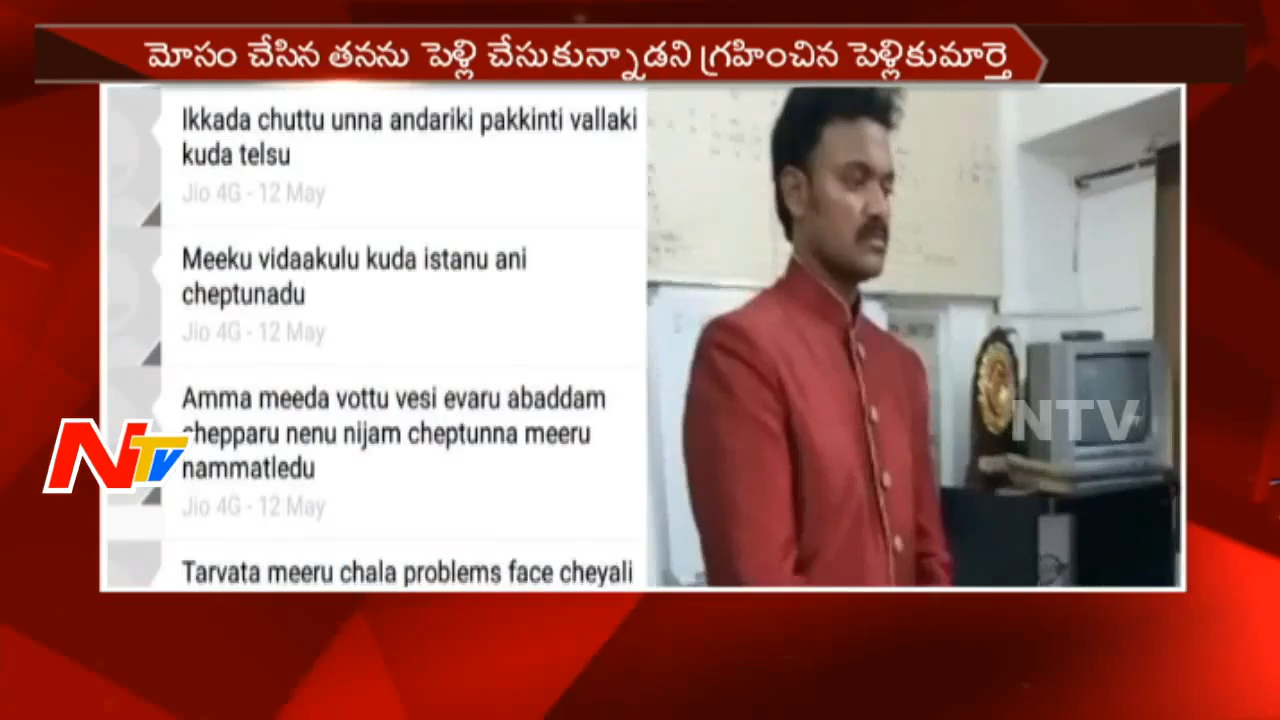 మోసం చేసిన తనను పెళ్లి చేసుకున్నాడని గ్రహించిన పెళ్లికుమార్తె
Ikkada chuttu unna andariki pakkinti vallaki
kuda telsu
Jio 4G - 12 May
Meeku vidaakulu kuda istanu ani
cheptunadu
Jio 4G - 12 May
Amma meeda vottu vesi evaru abaddam
chepparu nenu nijam cheptunna meeru
nammatledu
Jio 4G - 12 May
Tarvata meeru chala problems face cheyali
NTV
NTV